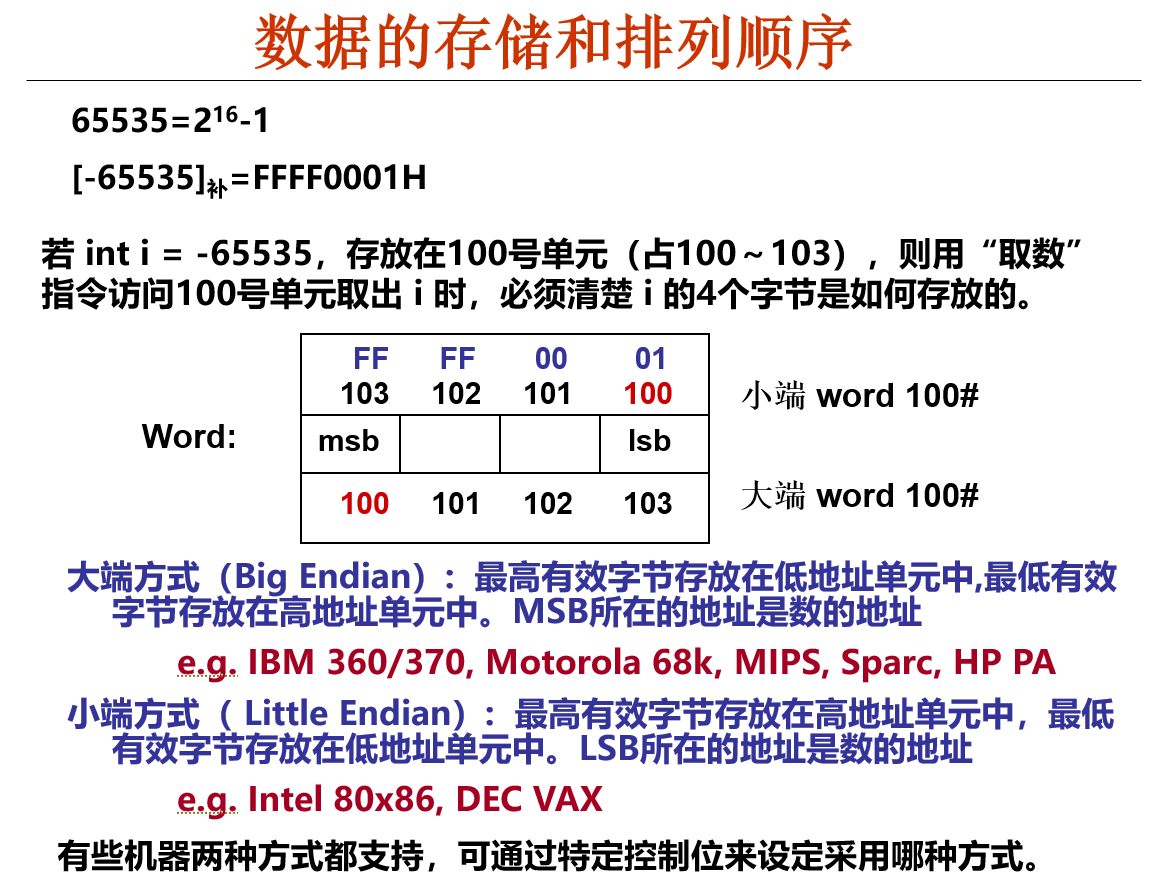 数据的存储和排列顺序
65535=2¹⁶-1
[-65535]补=FFFF0001H
若 int i = -65535，存放在100号单元（占100～103），则用“取数”
指令访问100号单元取出 i 时，必须清楚 i 的4个字节是如何存放的。
FF FF 00 01
103 102 101 100
小端 word 100#
Word:
msb lsb
100 101 102 103
大端 word 100#
大端方式（Big Endian）: 最高有效字节存放在低地址单元中,最低有效
字节存放在高地址单元中。MSB所在的地址是数的地址
e.g. IBM 360/370, Motorola 68k, MIPS, Sparc, HP PA
小端方式（ Little Endian）: 最高有效字节存放在高地址单元中，最低
有效字节存放在低地址单元中。LSB所在的地址是数的地址
e.g. Intel 80x86, DEC VAX
有些机器两种方式都支持，可通过特定控制位来设定采用哪种方式。